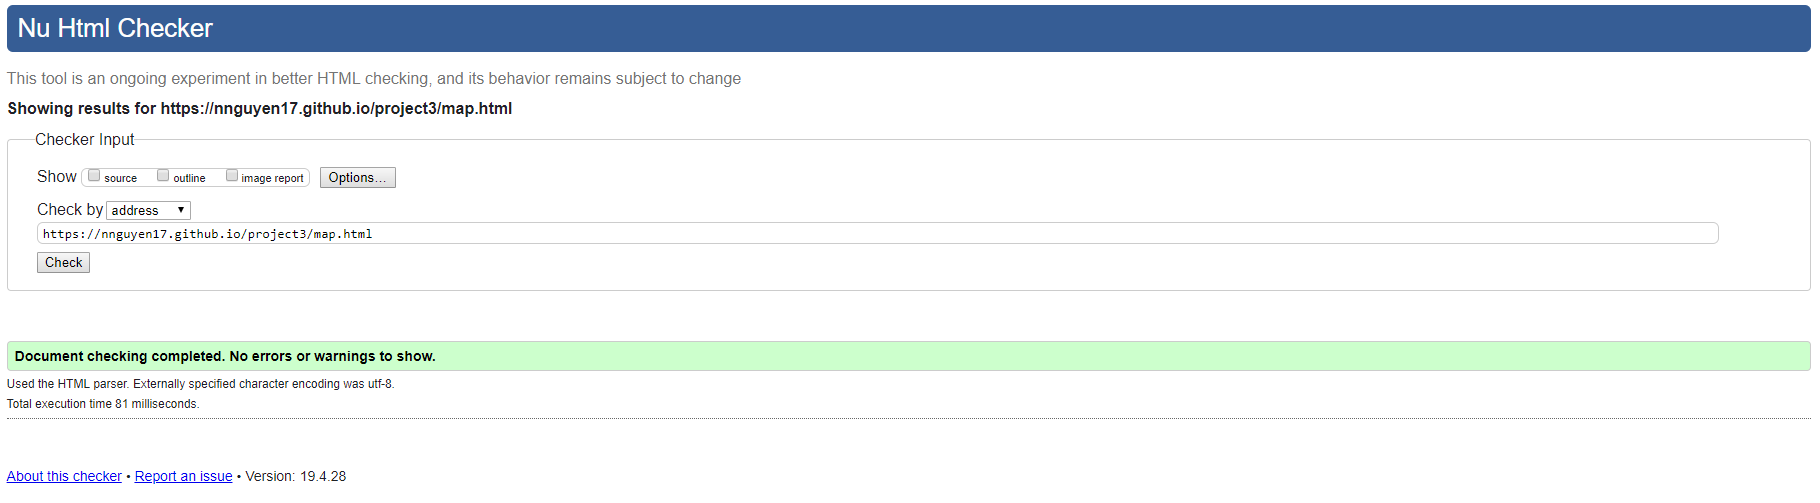 Nu Html Checker
This tool is an ongoing experiment in better HTML checking, and its behavior remains subject to change
Showing results for https://nnguyen17.github.io/project3/map.html
Checker Input
Show source outline image report Options...
Check by address
https://nnguyen17.github.io/project3/map.html
Check
Document checking completed. No errors or warnings to show.
Used the HTML parser. Externally specified character encoding was utf-8.
Total execution time 81 milliseconds.
About this checker • Report an issue • Version: 19.4.28